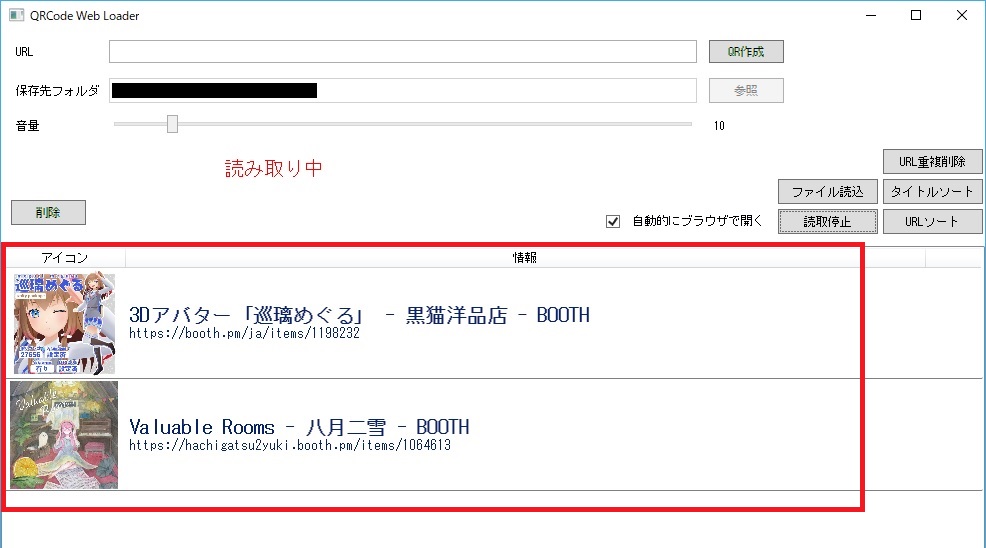 QRCode Web Loader
URL
QR作成
保存先フォルダ
参照
音量
10
読み取り中
URL重複削除
ファイル読込
タイトルソート
削除
自動的にブラウザで開く
読取停止
URLソート
アイコン
情報
巡璃めぐる
27656
3Dアバター「巡璃めぐる」 - 黒猫洋品店 - BOOTH
https://booth.pm/ja/items/1198232
Valuable Rooms - 八月二雪 - BOOTH
https://hachigatsu2yuki.booth.pm/items/1064613